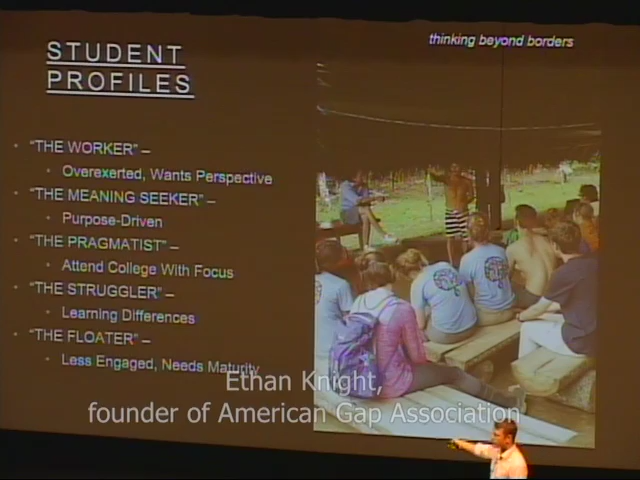 thinking beyond borders
STUDENT
PROFILES
"THE WORKER" –
Overexerted, Wants Perspective
"THE MEANING SEEKER" –
Purpose-Driven
"THE PRAGMATIST" –
Attend College With Focus
"THE STRUGGLER" –
Learning Differences
"THE FLOATER" –
Less Engaged, Needs Maturity
Ethan Knight,
founder of American Gap Association